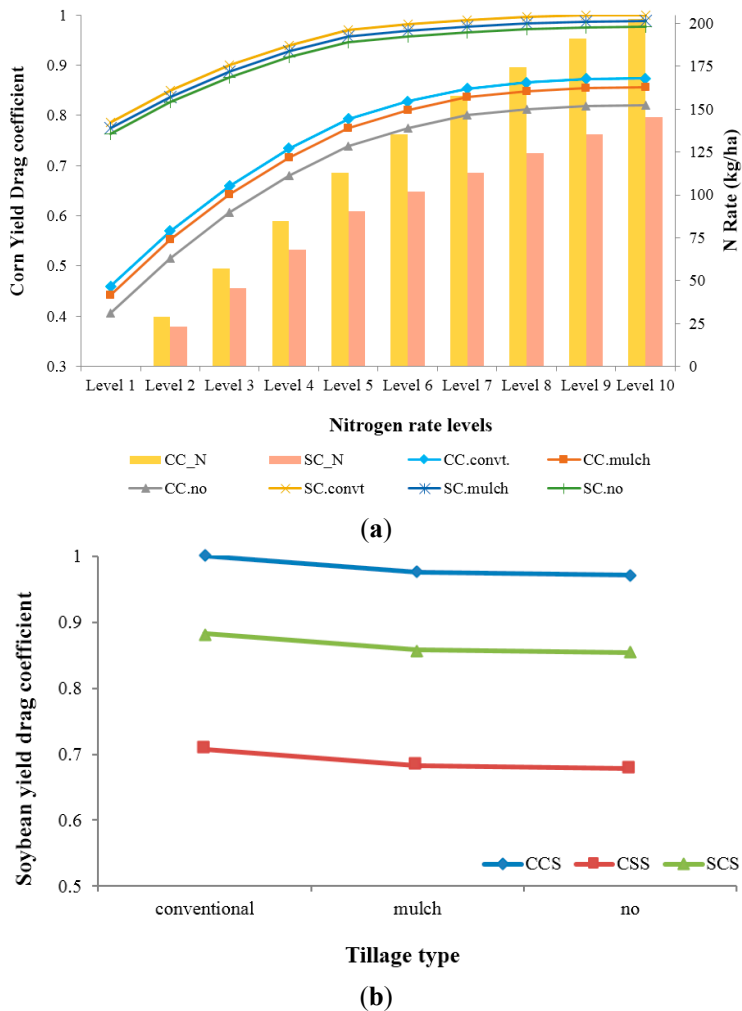 Corn Yield Drag coefficient
1
0.9
0.8
0.7
0.6
0.5
0.4
0.3
200
175
150
125
100
75
50
25
0
N Rate (kg/ha)
Level 1 Level 2 Level 3 Level 4 Level 5 Level 6 Level 7 Level 8 Level 9 Level 10
Nitrogen rate levels
CC_N SC_N CC.convt. CC.mulch
CC.no SC.convt SC.mulch SC.no
(a)
Soybean yield drag coefficient
1
0.9
0.8
0.7
0.6
0.5
CCS CSS SCS
conventional mulch no
Tillage type
(b)